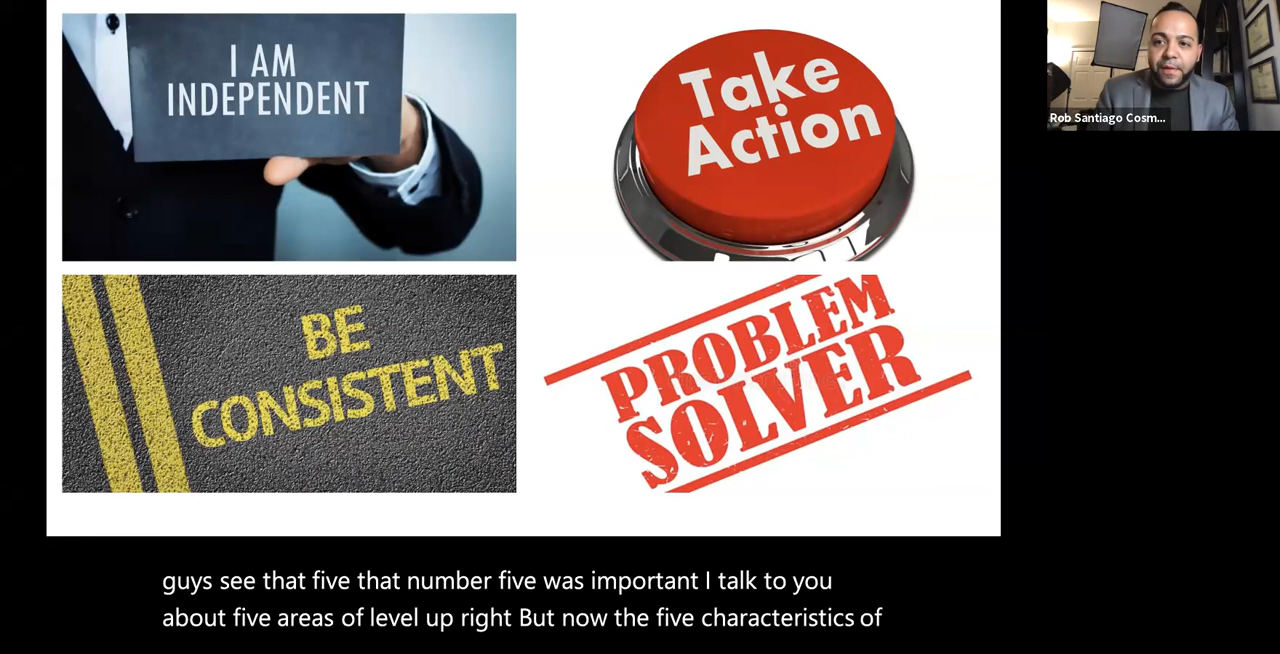 I AM
INDEPENDENT
Take
Action
Rob Santiago Cosm...
BE
CONSISTENT
PROBLEM
SOLVER
guys see that five that number five was important I talk to you
about five areas of level up right But now the five characteristics of